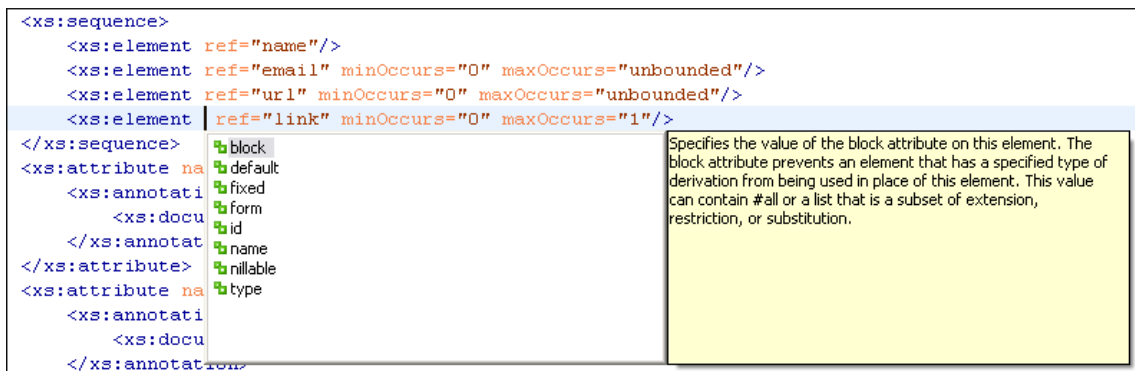 <xs:sequence>
<xs:element ref="name"/>
<xs:element ref="email" minOccurs="0" maxOccurs="unbounded"/>
<xs:element ref="url" minOccurs="0" maxOccurs="unbounded"/>
<xs:element ref="link" minOccurs="0" maxOccurs="1"/>
</xs:sequence>
<xs:attribute na
<xs:annotati
<xs:docu
</xs:annotat
</xs:attribute>
<xs:attribute na
<xs:annotati
<xs:docu
</xs:annotation>
block
default
fixed
form
id
name
nillable
type
Specifies the value of the block attribute on this element. The
block attribute prevents an element that has a specified type of
derivation from being used in place of this element. This value
can contain #all or a list that is a subset of extension,
restriction, or substitution.